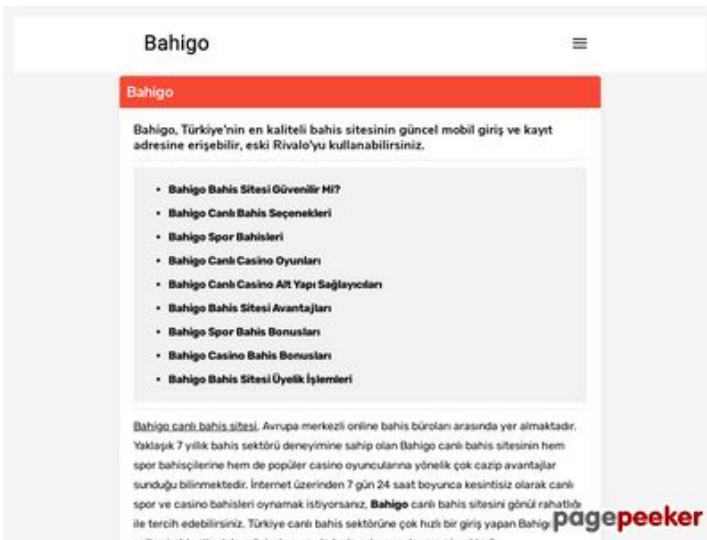 Bahigo
Bahigo
Bahigo, Türkiye'nin en kaliteli bahis sitesinin güncel mobil giriş ve kayıt
adresine erişebilir, eski Rivalo'yu kullanabilirsiniz.
• Bahigo Bahis Sitesi Güvenilir Mi?
• Bahigo Canlı Bahis Seçenekleri
• Bahigo Spor Bahisleri
• Bahigo Canlı Casino Oyunları
• Bahigo Canlı Casino Alt Yapı Sağlayıcıları
• Bahigo Bahis Sitesi Avantajları
• Bahigo Spor Bahis Bonusları
• Bahigo Casino Bahis Bonusları
• Bahigo Bahis Sitesi Üyelik İşlemleri
Bahigo canlı bahis sitesi, Avrupa merkezli online bahis büroları arasında yer almaktadır.
Yaklaşık 7 yıllık bahis sektörü deneyimine sahip olan Bahigo canlı bahis sitesinin hem
spor bahisçilerine hem de popüler casino oyuncularına yönelik çok cazip avantajlar
sunduğu bilinmektedir. İnternet üzerinden 7 gün 24 saat boyunca kesintisiz olarak canlı
spor ve casino bahisleri oynamak istiyorsanız, Bahigo canlı bahis sitesini gönül rahatlığı
ile tercih edebilirsiniz. Türkiye canlı bahis sektörüne çok hızlı bir giriş yapan Bahigo
pagepeeker